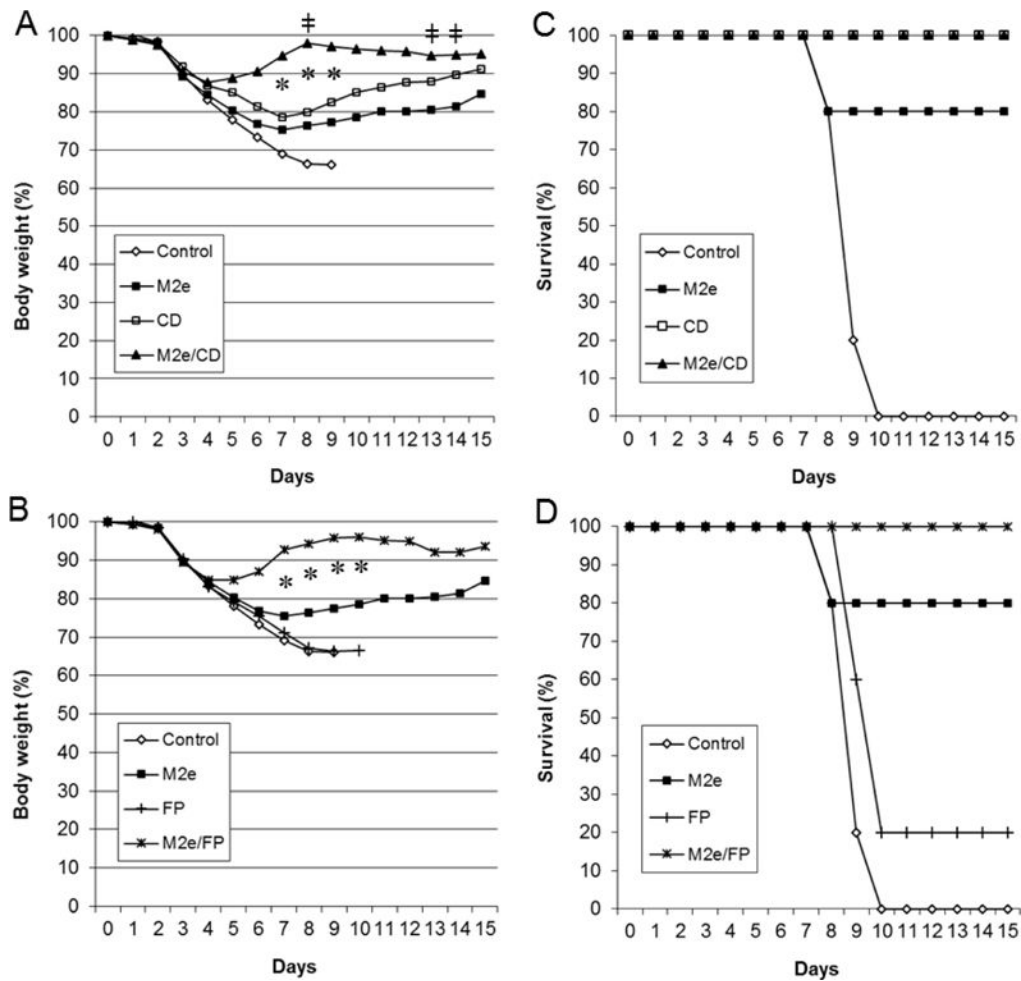 A
‡
‡ ‡
* * *
Body weight (%)
100
90
80
70
60
50
40
30
20
10
0
Control
M2e
CD
M2e/CD
0 1 2 3 4 5 6 7 8 9 10 11 12 13 14 15
Days
C
Survival (%)
100
90
80
70
60
50
40
30
20
10
0
Control
M2e
CD
M2e/CD
0 1 2 3 4 5 6 7 8 9 10 11 12 13 14 15
Days
B
* * * *
Body weight (%)
100
90
80
70
60
50
40
30
20
10
0
Control
M2e
FP
M2e/FP
0 1 2 3 4 5 6 7 8 9 10 11 12 13 14 15
Days
D
Survival (%)
100
90
80
70
60
50
40
30
20
10
0
Control
M2e
FP
M2e/FP
0 1 2 3 4 5 6 7 8 9 10 11 12 13 14 15
Days